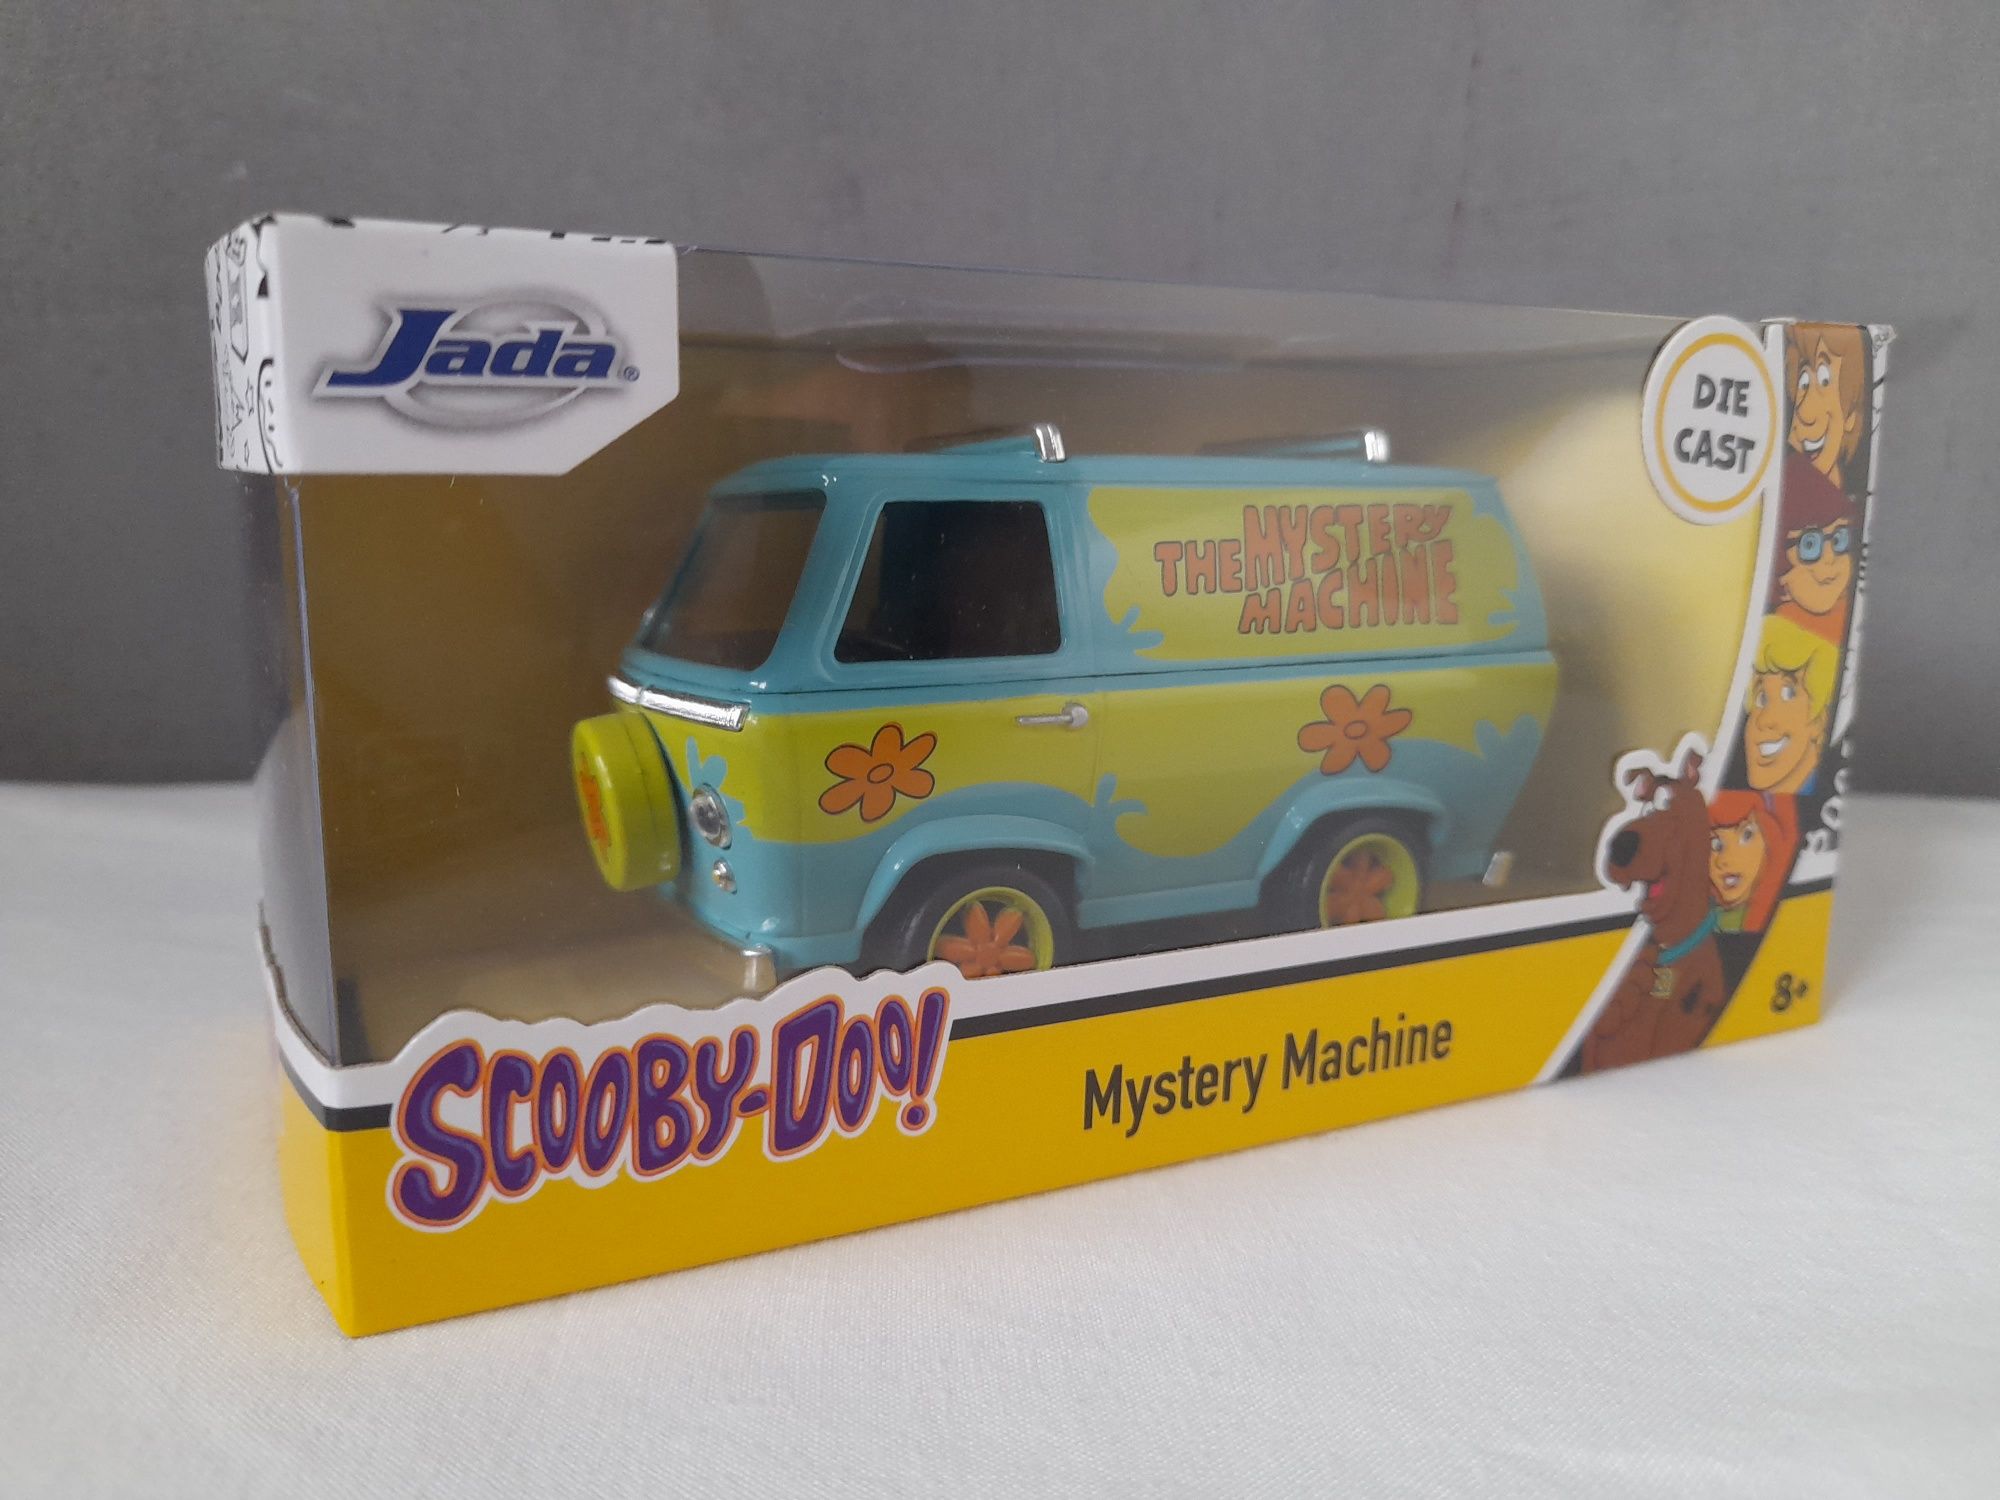 Jada®
DIE
CAST
THE MYSTERY
MACHINE
SCOOBY-DOO!
Mystery Machine
8+